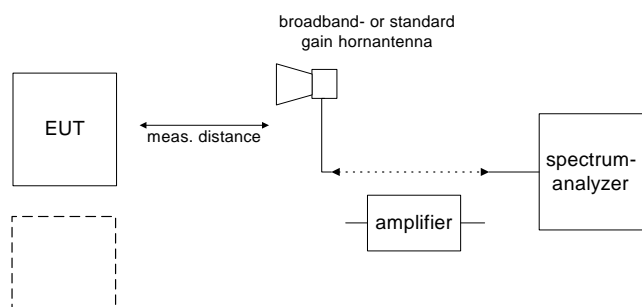 broadband- or standard
gain hornantenna
EUT
meas. distance
spectrum-
analyzer
amplifier